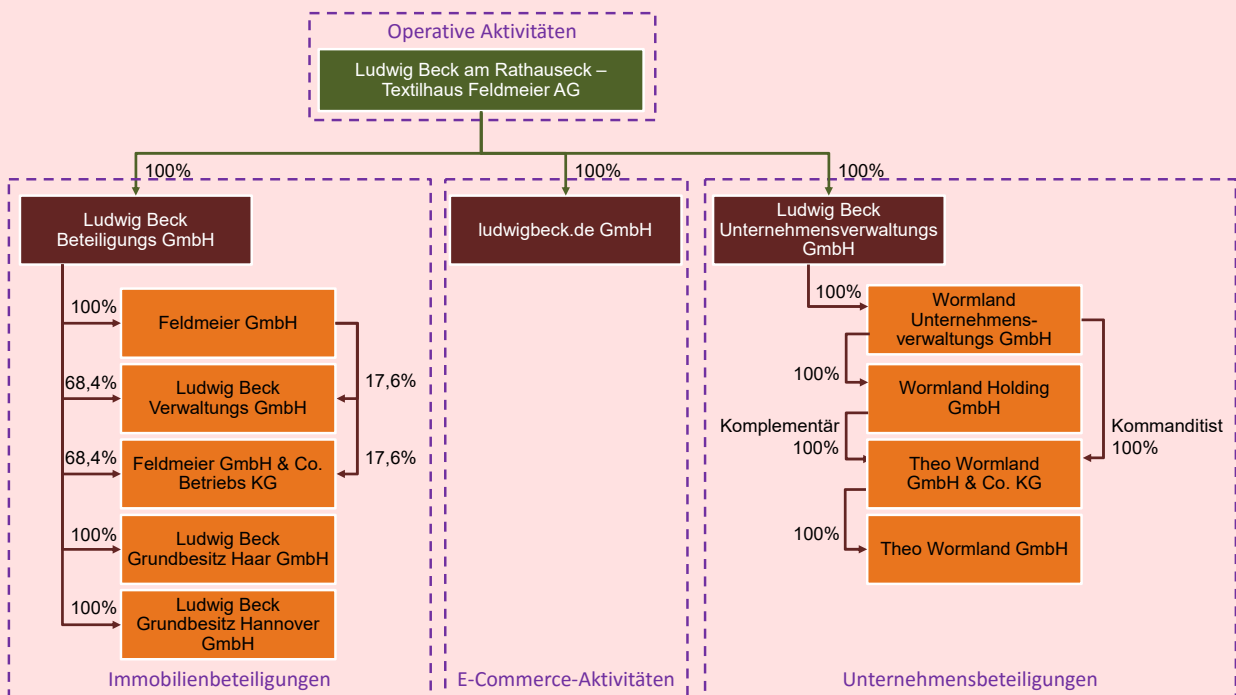 Operative Aktivitäten
Ludwig Beck am Rathauseck –
Textilhaus Feldmeier AG
100%
100%
100%
Ludwig Beck
Beteiligungs GmbH
100%
Feldmeier GmbH
68,4%
Ludwig Beck
Verwaltungs GmbH
17,6%
68,4%
Feldmeier GmbH & Co.
Betriebs KG
17,6%
100%
Ludwig Beck
Grundbesitz Haar GmbH
100%
Ludwig Beck
Grundbesitz Hannover
GmbH
Immobilienbeteiligungen
ludwigbeck.de GmbH
E-Commerce-Aktivitäten
Ludwig Beck
Unternehmensverwaltungs
GmbH
100%
Wormland
Unternehmens-
verwaltungs GmbH
100%
Wormland Holding
GmbH
Komplementär
100%
Kommanditist
100%
Theo Wormland
GmbH & Co. KG
100%
Theo Wormland GmbH
Unternehmensbeteiligungen